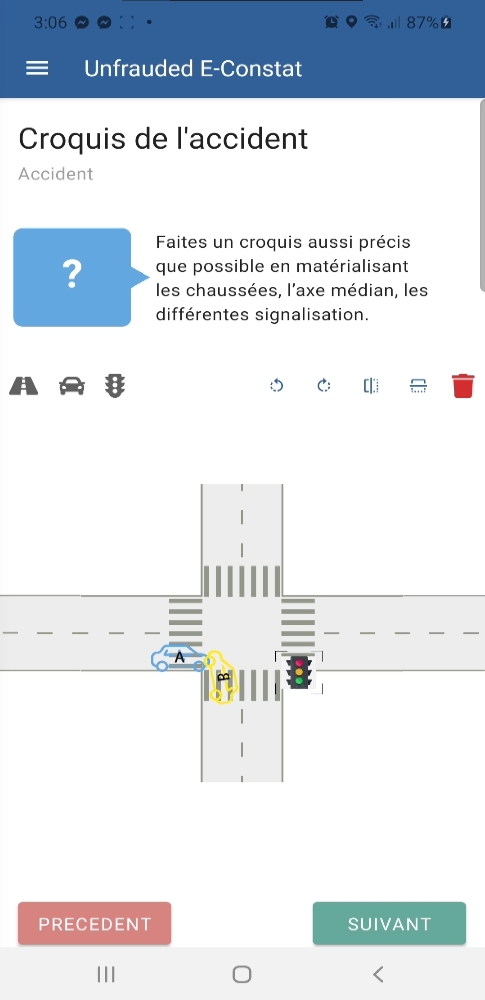 3:06
87%
Unfrauded E-Constat
Croquis de l'accident
Accident
?
Faites un croquis aussi précis
que possible en matérialisant
les chaussées, l’axe médian, les
différentes signalisation.
A
B
PRECEDENT
SUIVANT